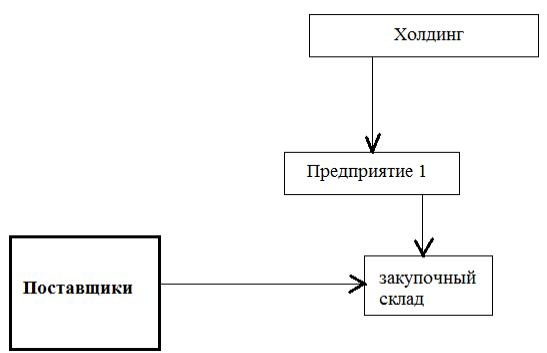 Холдинг
Предприятие 1
Поставщики
закупочный
склад